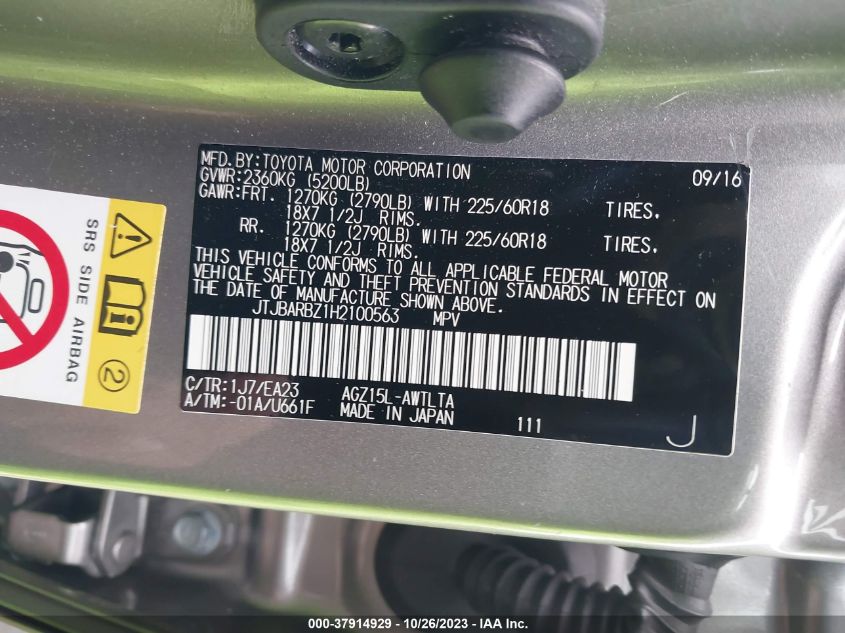 MFD.BY:TOYOTA MOTOR CORPORATION 09/16
GVWR:2360KG (5200LB)
GAWR:FRT. 1270KG (2790LB) WITH 225/60R18 TIRES.
18X7 1/2J RIMS.
RR. 1270KG (2790LB) WITH 225/60R18 TIRES.
18X7 1/2J RIMS.
THIS VEHICLE CONFORMS TO ALL APPLICABLE FEDERAL MOTOR
VEHICLE SAFETY AND THEFT PREVENTION STANDARDS IN EFFECT ON
THE DATE OF MANUFACTURE SHOWN ABOVE.
JTJBARBZ1H2100563 MPV
C/TR:1J7/EA23 AGZ15L-AWTLTA
A/TM:-01A/U661F MADE IN JAPAN 111
J
SRS SIDE AIRBAG
2
000-37914929 - 10/26/2023 - IAA Inc.